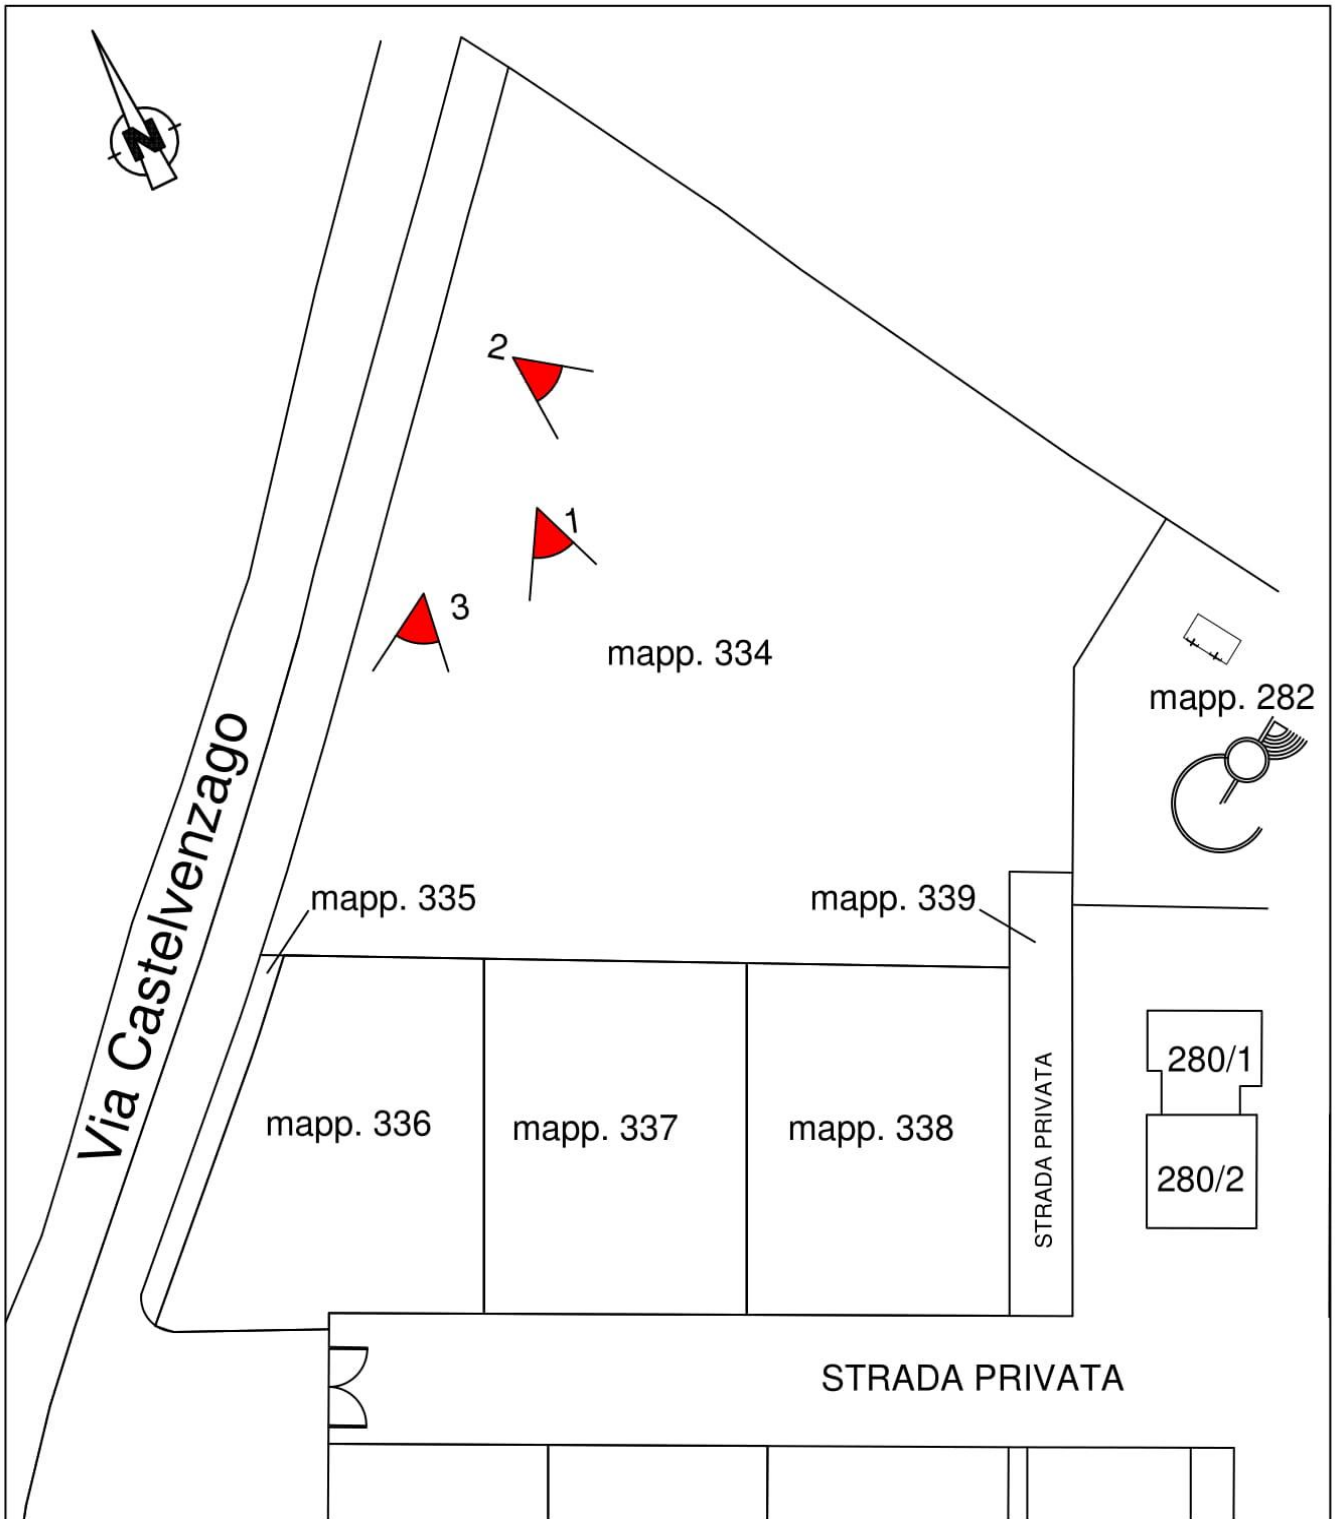 N
2
1
3
mapp. 334
mapp. 282
Via Castelvenzago
mapp. 335
mapp. 339
280/1
STRADA PRIVATA
mapp. 336
mapp. 337
mapp. 338
280/2
STRADA PRIVATA